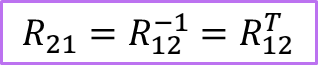 $R_{21} = R_{12}^{-1} = R_{12}^{T}$